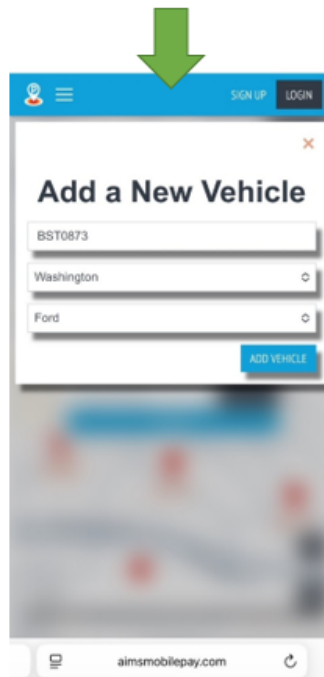 SIGN UP LOGIN
Add a New Vehicle
BST0873
Washington
Ford
ADD VEHICLE
aimsmobilepay.com